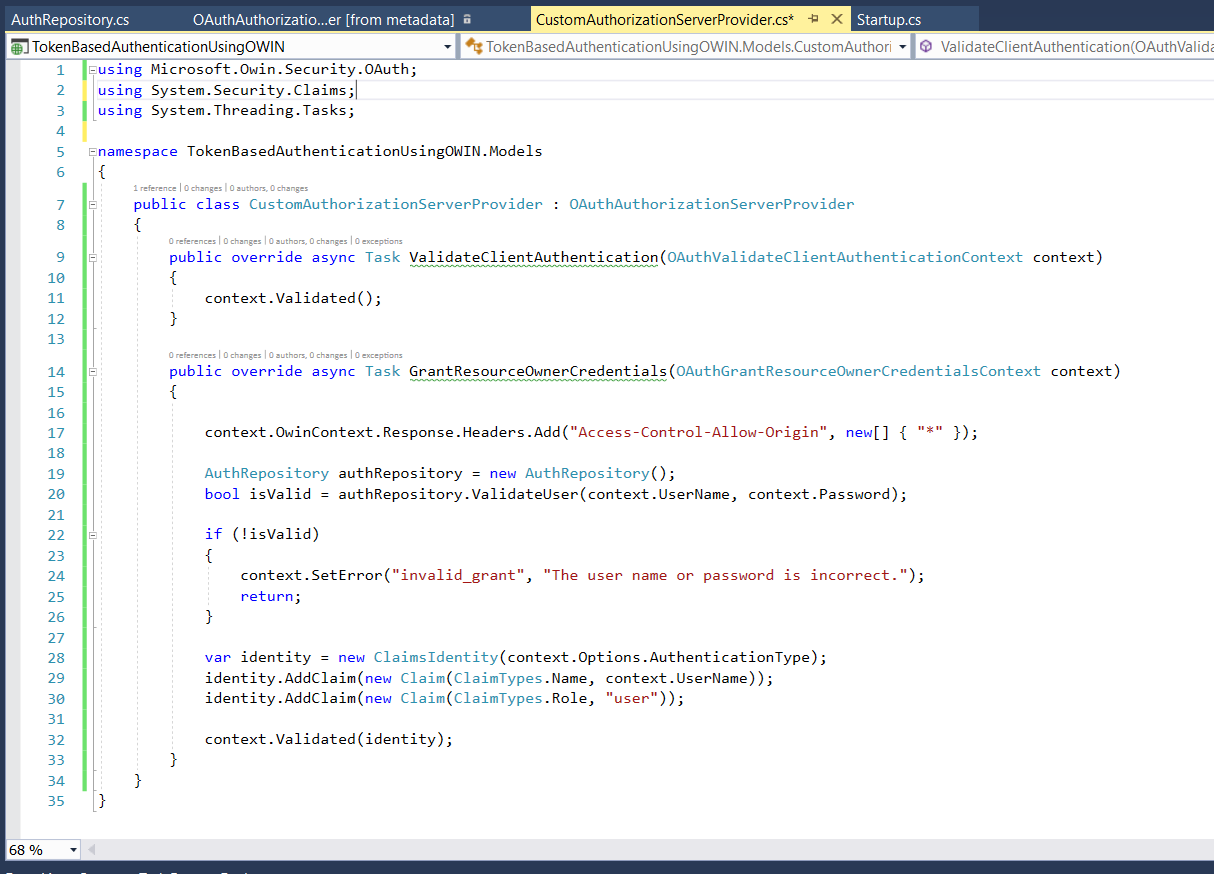 AuthRepository.cs OAuthAuthorizatio...er [from metadata] CustomAuthorizationServerProvider.cs* Startup.cs
TokenBasedAuthenticationUsingOWIN TokenBasedAuthenticationUsingOWIN.Models.CustomAuthori ValidateClientAuthentication(OAuthValida
1 using Microsoft.Owin.Security.OAuth;
2 using System.Security.Claims;
3 using System.Threading.Tasks;
4
5 namespace TokenBasedAuthenticationUsingOWIN.Models
6 {
1 reference | 0 changes | 0 authors, 0 changes
7 public class CustomAuthorizationServerProvider : OAuthAuthorizationServerProvider
8 {
0 references | 0 changes | 0 authors, 0 changes | 0 exceptions
9 public override async Task ValidateClientAuthentication(OAuthValidateClientAuthenticationContext context)
10 {
11 context.Validated();
12 }
13
0 references | 0 changes | 0 authors, 0 changes | 0 exceptions
14 public override async Task GrantResourceOwnerCredentials(OAuthGrantResourceOwnerCredentialsContext context)
15 {
16
17 context.OwinContext.Response.Headers.Add("Access-Control-Allow-Origin", new[] { "*" });
18
19 AuthRepository authRepository = new AuthRepository();
20 bool isValid = authRepository.ValidateUser(context.UserName, context.Password);
21
22 if (!isValid)
23 {
24 context.SetError("invalid_grant", "The user name or password is incorrect.");
25 return;
26 }
27
28 var identity = new ClaimsIdentity(context.Options.AuthenticationType);
29 identity.AddClaim(new Claim(ClaimTypes.Name, context.UserName));
30 identity.AddClaim(new Claim(ClaimTypes.Role, "user"));
31
32 context.Validated(identity);
33 }
34 }
35 }
68 %